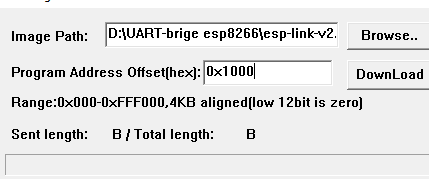 Image Path: D:\UART-brige esp8266\esp-link-v2. Browse..
Program Address Offset(hex): 0x1000 DownLoad
Range:0x000-0xFFF000,4KB aligned(low 12bit is zero)
Sent length: B / Total length: B